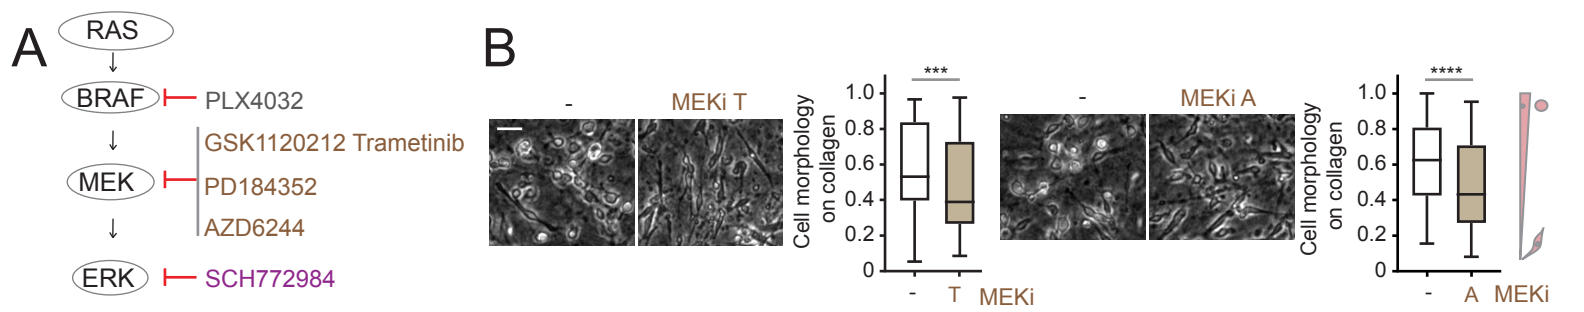 A
RAS
BRAF
PLX4032
GSK1120212 Trametinib
MEK
PD184352
AZD6244
ERK
SCH772984
B
-
MEKi T
Cell morphology
on collagen
***
1.0
0.8
0.6
0.4
0.2
0
-
T
MEKi
-
MEKi A
Cell morphology
on collagen
****
1.0
0.8
0.6
0.4
0.2
0
-
A
MEKi